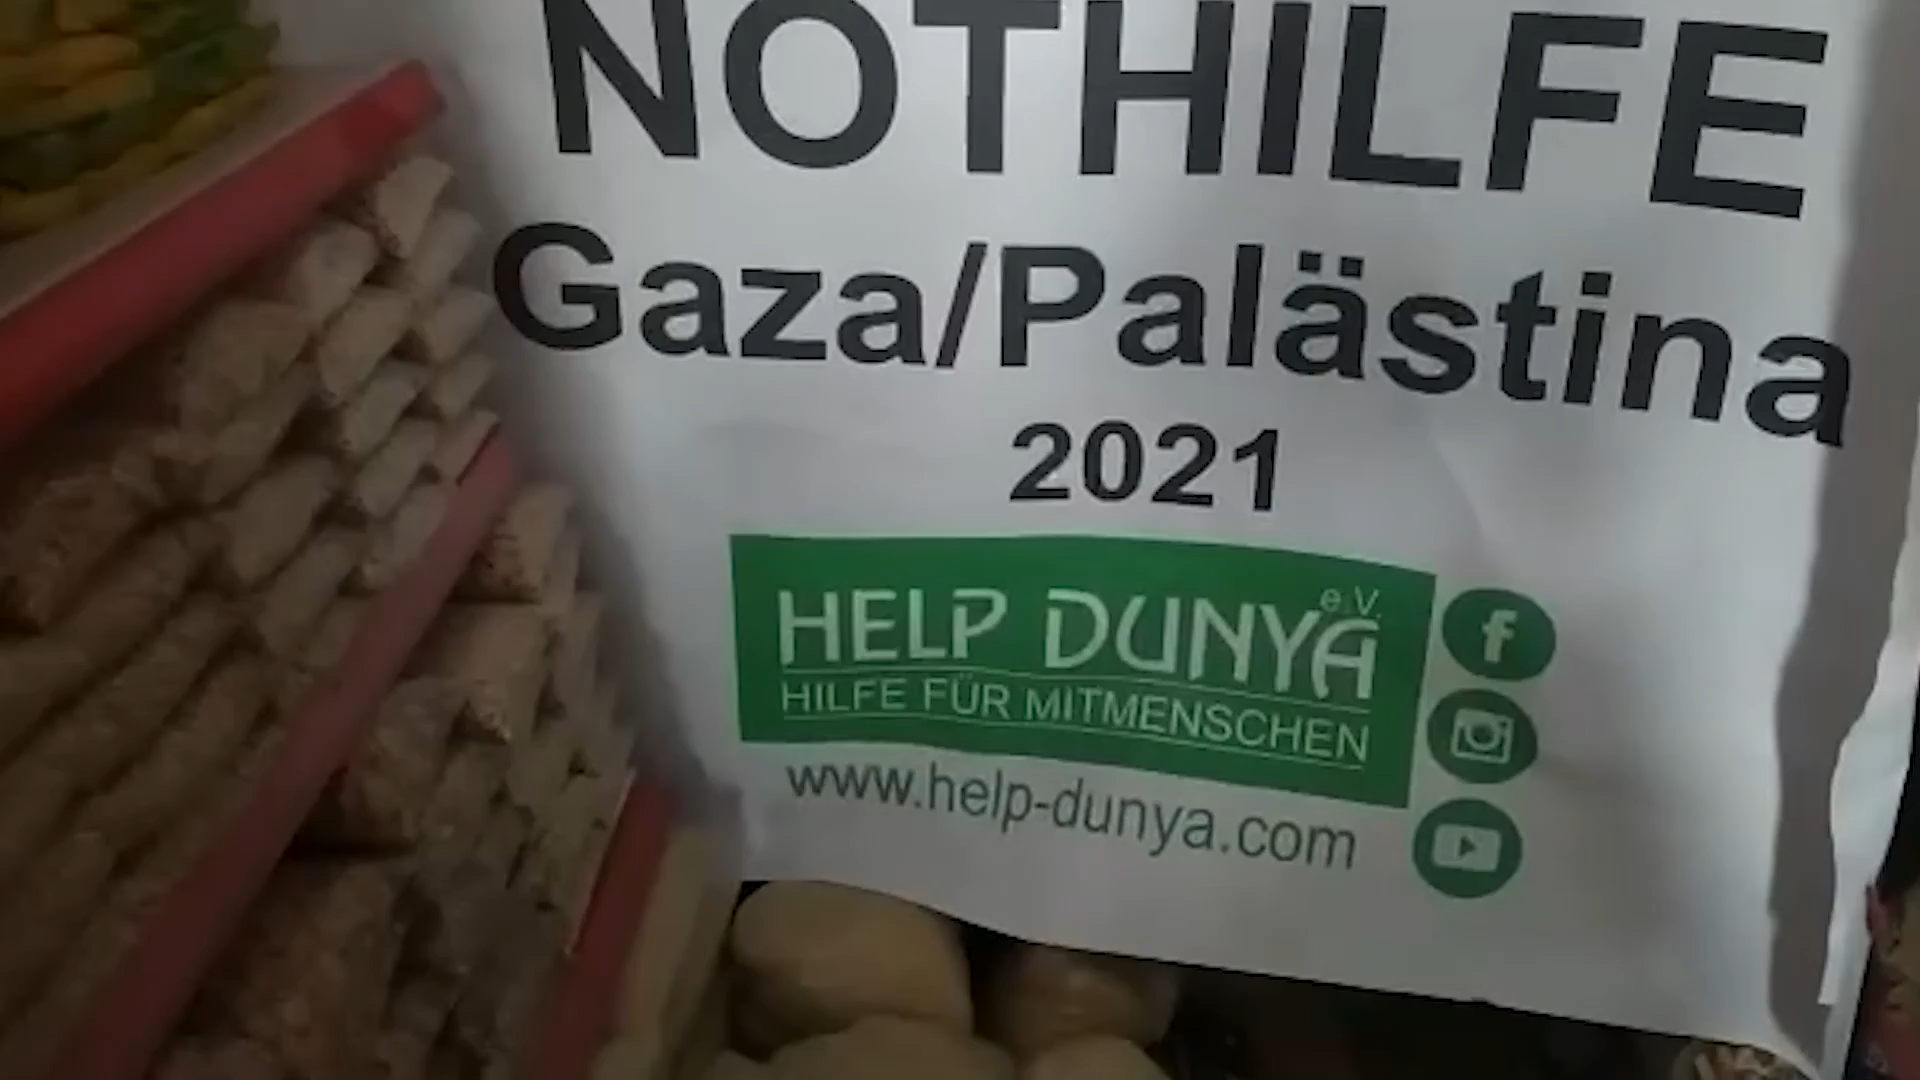 NOTHILFE
Gaza/Palästina
2021
HELP DUNYA e.V.
HILFE FÜR MITMENSCHEN
www.help-dunya.com